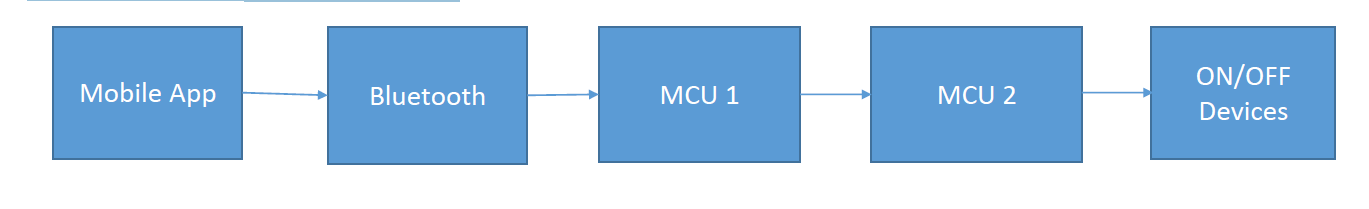 Mobile App
Bluetooth
MCU 1
MCU 2
ON/OFF
Devices